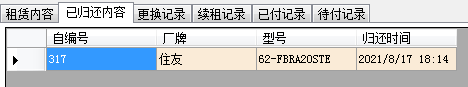 租赁内容 已归还内容 更换记录 续租记录 已付记录 待付记录
自编号 厂牌 型号 归还时间
317 住友 62-FBRA20STE 2021/8/17 18:14